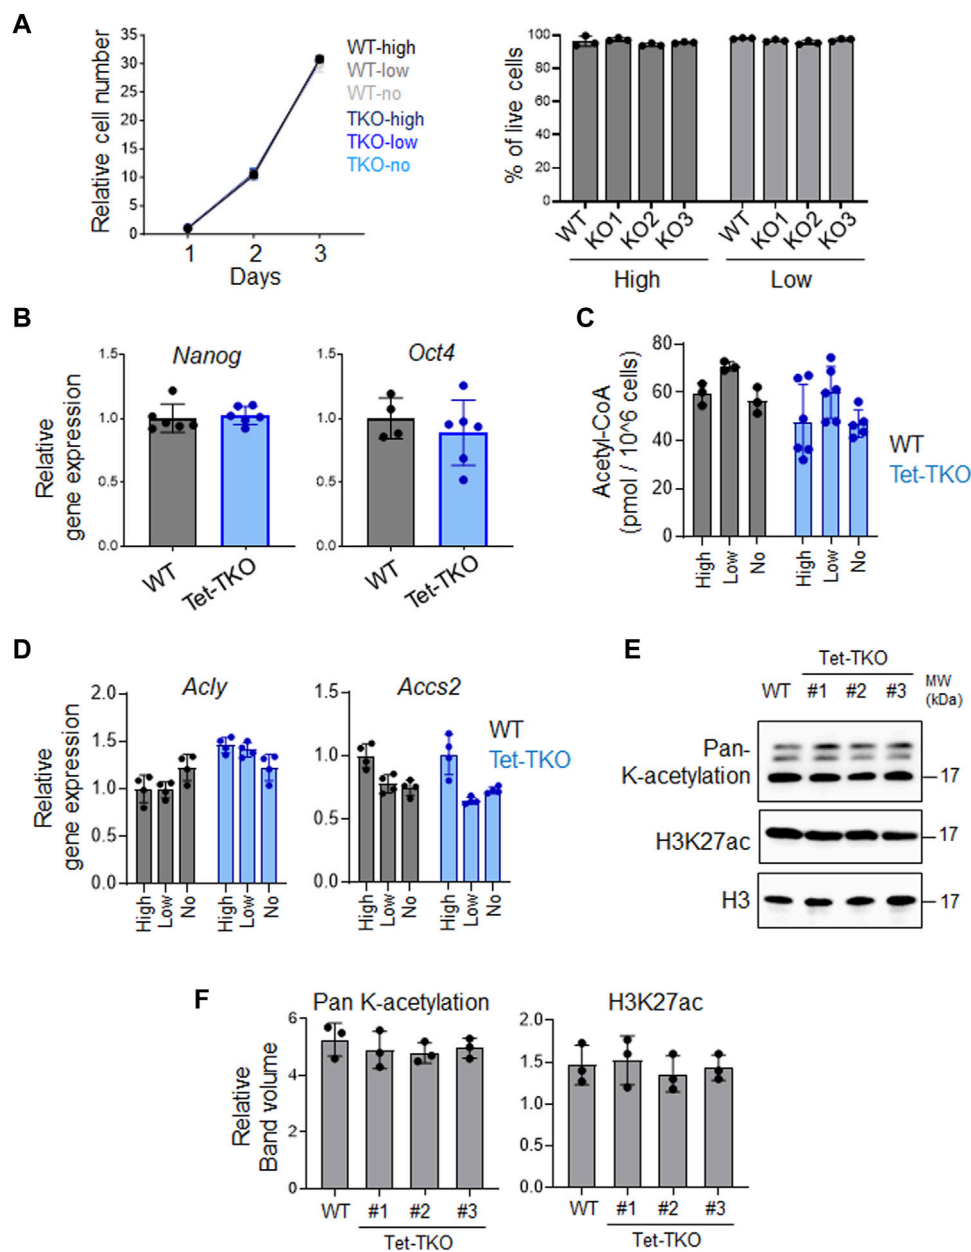 A
Relative cell number
35
30
25
20
15
10
5
0
1 2 3
Days
WT-high
WT-low
WT-no
TKO-high
TKO-low
TKO-no
% of live cells
100
80
60
40
20
0
WT KO1 KO2 KO3 WT KO1 KO2 KO3
High Low
B
Relative
gene expression
Nanog
1.5
1.0
0.5
0.0
WT Tet-TKO
Oct4
1.5
1.0
0.5
0.0
WT Tet-TKO
C
Acetyl-CoA
(pmol / 10^6 cells)
80
60
40
20
0
High Low No High Low No
WT
Tet-TKO
D
Relative
gene expression
Acly
2.0
1.5
1.0
0.5
0.0
High Low No High Low No
Accs2
1.5
1.0
0.5
0.0
High Low No High Low No
WT
Tet-TKO
E
Tet-TKO
WT #1 #2 #3
MW
(kDa)
Pan-
K-acetylation
17
H3K27ac
17
H3
17
F
Relative
Band volume
Pan K-acetylation
6
4
2
0
WT #1 #2 #3
Tet-TKO
H3K27ac
2.0
1.5
1.0
0.5
0.0
WT #1 #2 #3
Tet-TKO